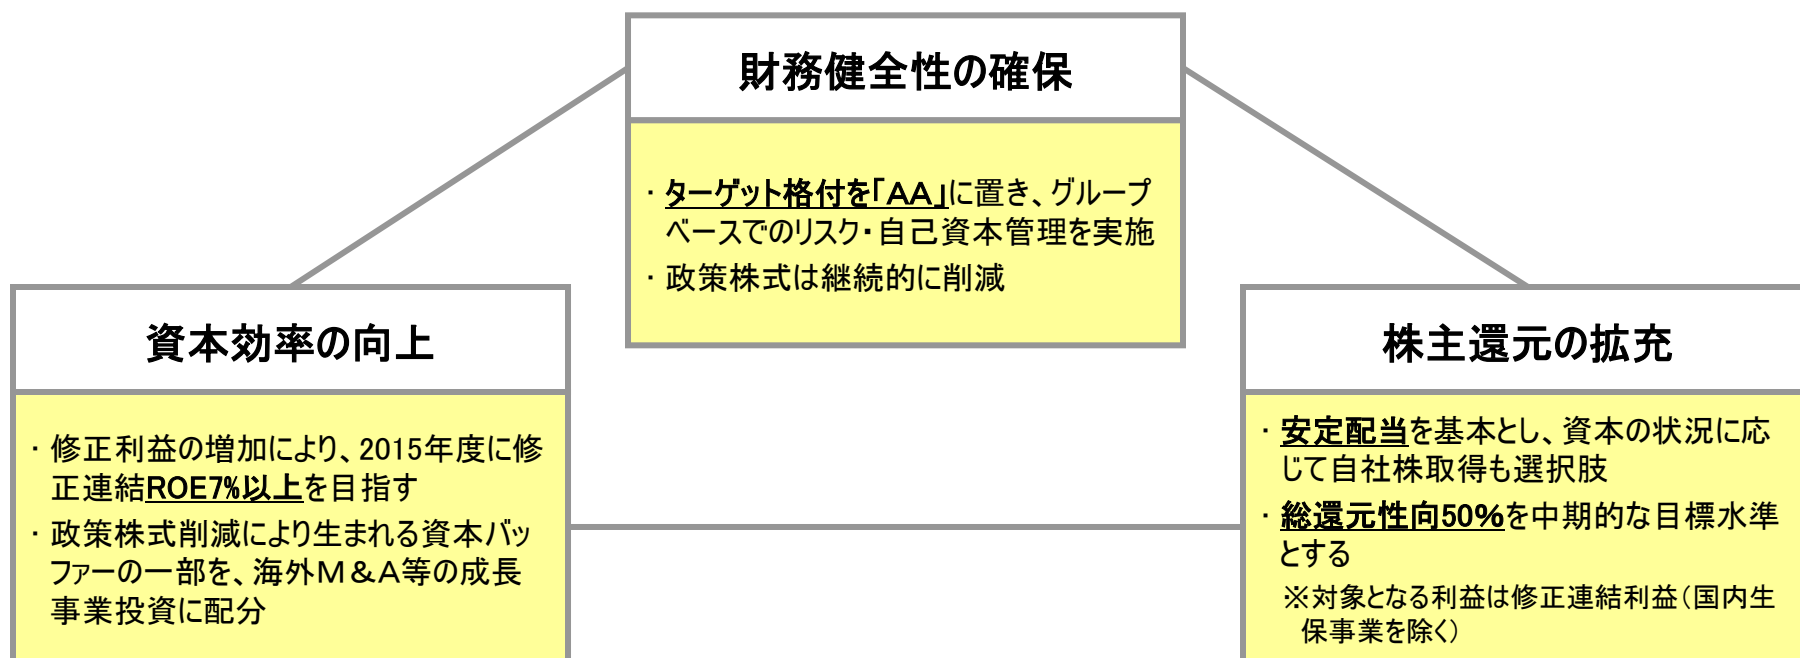 財務健全性の確保
・ターゲット格付を「AA」に置き、グループ
ベースでのリスク・自己資本管理を実施
・政策株式は継続的に削減
資本効率の向上
・修正利益の増加により、2015年度に修
正連結ROE7%以上を目指す
・政策株式削減により生まれる資本バッ
ファーの一部を、海外M&A等の成長
事業投資に配分
株主還元の拡充
・安定配当を基本とし、資本の状況に応
じて自社株取得も選択肢
・総還元性向50%を中期的な目標水準
とする
※対象となる利益は修正連結利益(国内生
保事業を除く)